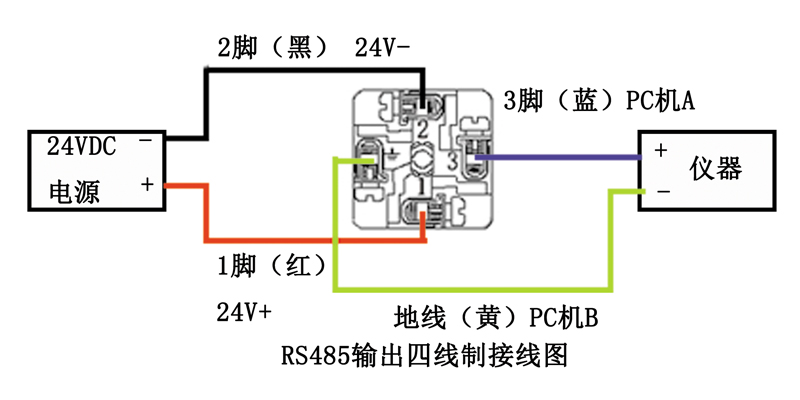 2脚（黑） 24V-
3脚（蓝）PC机A
24VDC -
电源 +
2
3
1
+
-
仪器
1脚（红）
24V+
地线（黄）PC机B
RS485输出四线制接线图